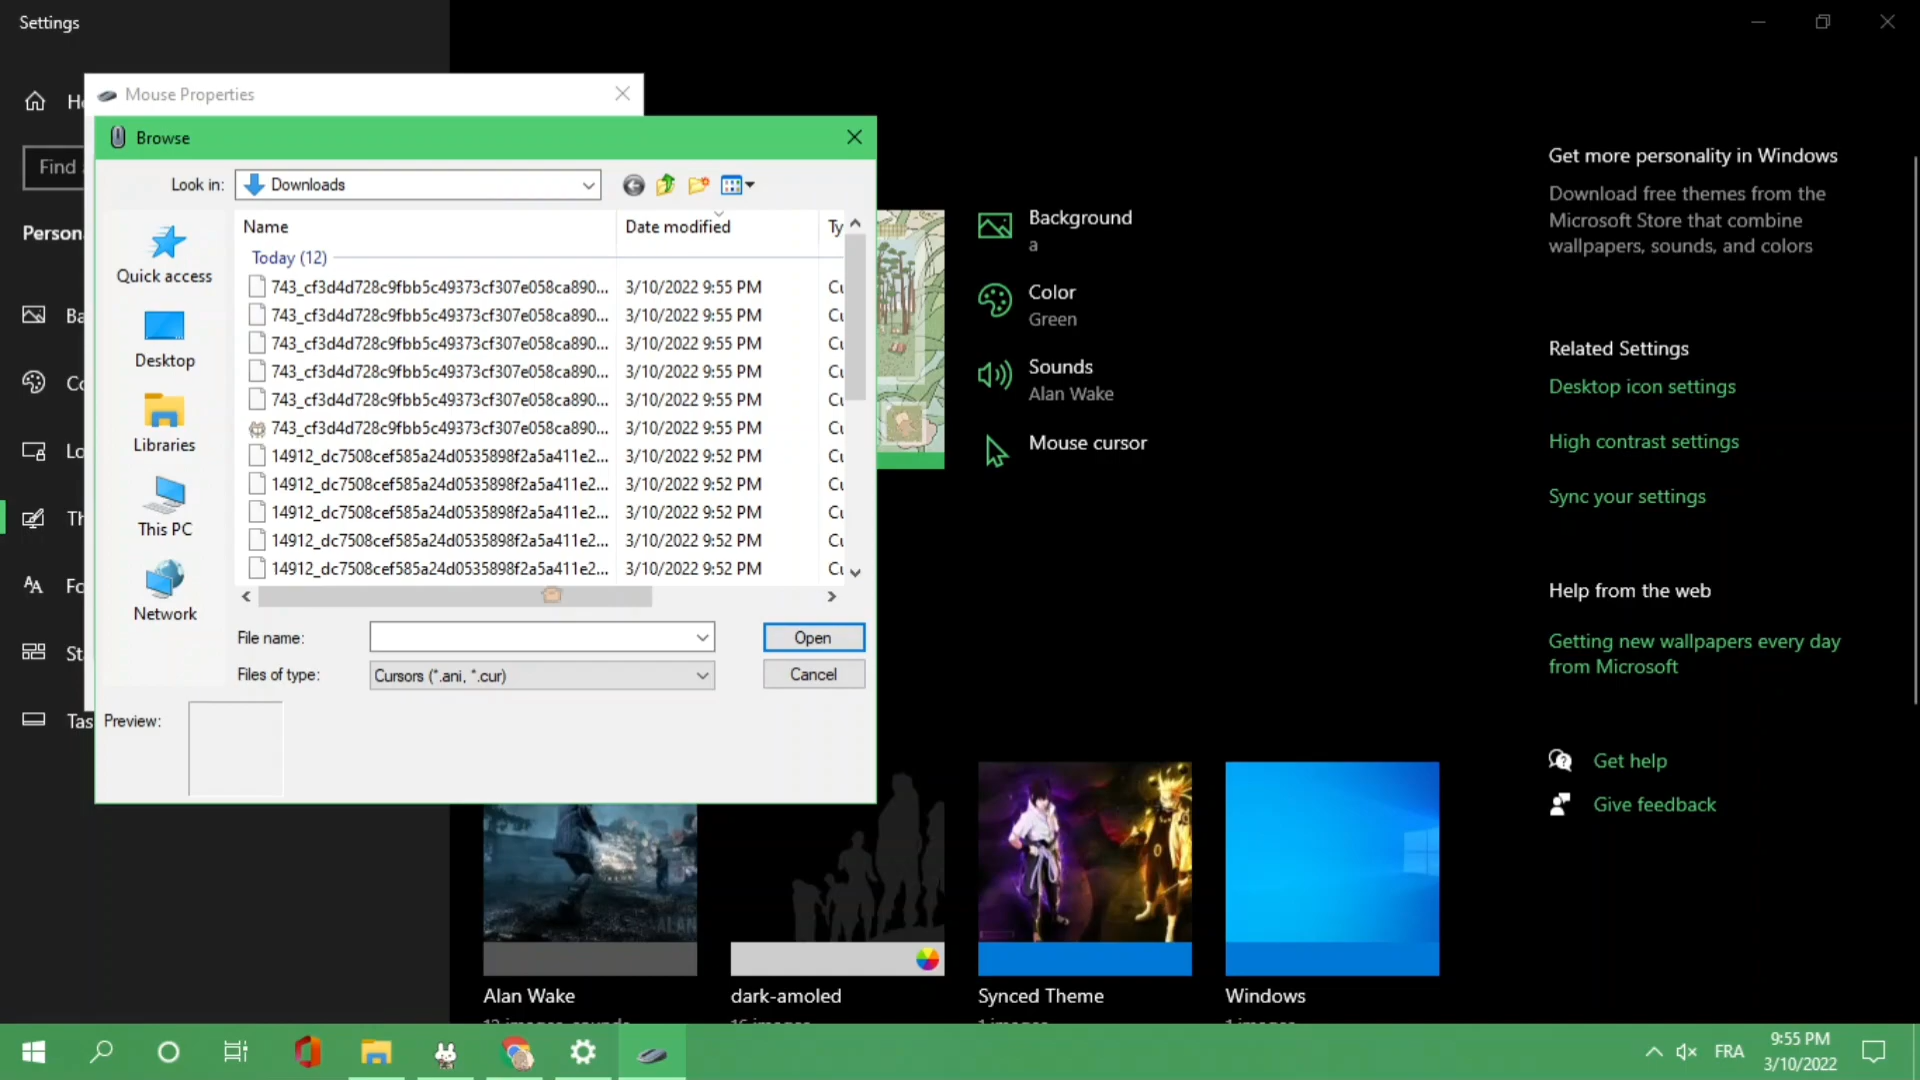 Settings
Mouse Properties
Browse
Find
Person
Look in:
Downloads
Quick access
Desktop
Libraries
This PC
Network
Name
Date modified
Today (12)
743_cf3d4d728c9fbb5c49373cf307e058ca890... 3/10/2022 9:55 PM
743_cf3d4d728c9fbb5c49373cf307e058ca890... 3/10/2022 9:55 PM
743_cf3d4d728c9fbb5c49373cf307e058ca890... 3/10/2022 9:55 PM
743_cf3d4d728c9fbb5c49373cf307e058ca890... 3/10/2022 9:55 PM
743_cf3d4d728c9fbb5c49373cf307e058ca890... 3/10/2022 9:55 PM
743_cf3d4d728c9fbb5c49373cf307e058ca890... 3/10/2022 9:55 PM
14912_dc7508cef585a24d0535898f2a5a411e2... 3/10/2022 9:52 PM
14912_dc7508cef585a24d0535898f2a5a411e2... 3/10/2022 9:52 PM
14912_dc7508cef585a24d0535898f2a5a411e2... 3/10/2022 9:52 PM
14912_dc7508cef585a24d0535898f2a5a411e2... 3/10/2022 9:52 PM
14912_dc7508cef585a24d0535898f2a5a411e2... 3/10/2022 9:52 PM
File name:
Open
Files of type:
Cursors (*.ani, *.cur)
Cancel
Preview:
Background
a
Color
Green
Sounds
Alan Wake
Mouse cursor
Get more personality in Windows
Download free themes from the
Microsoft Store that combine
wallpapers, sounds, and colors
Related Settings
Desktop icon settings
High contrast settings
Sync your settings
Help from the web
Getting new wallpapers every day
from Microsoft
Get help
Give feedback
Alan Wake
dark-amoled
Synced Theme
Windows
FRA
9:55 PM
3/10/2022